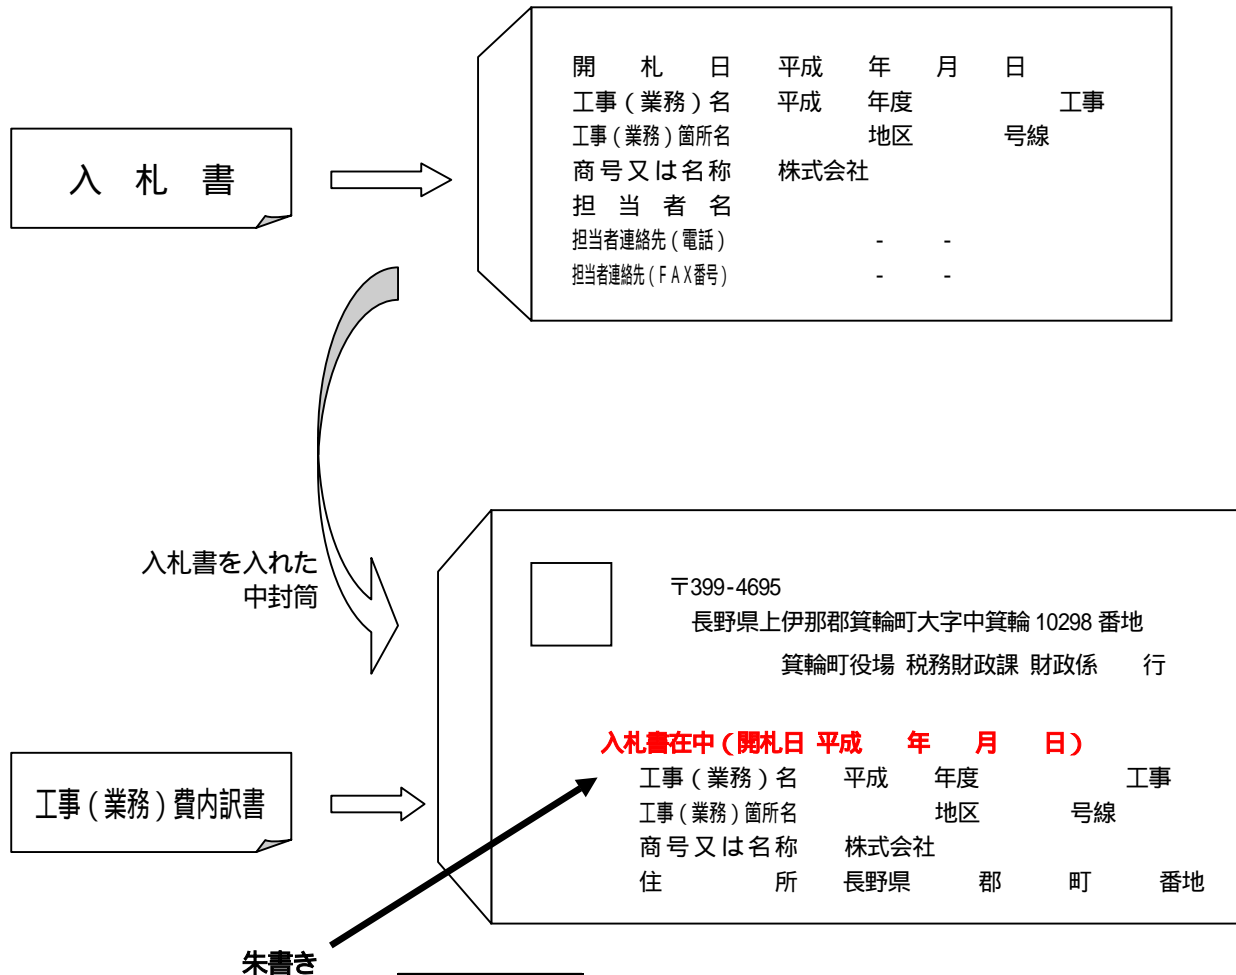 開札日 平成 年 月 日
工事(業務)名 平成 年度 工事
工事(業務)箇所名 地区 号線
商号又は名称 株式会社
担当者名
担当者連絡先(電話) - -
担当者連絡先(FAX番号) - -
入札書
入札書を入れた
中封筒
〒399-4695
長野県上伊那郡箕輪町大字中箕輪 10298 番地
箕輪町役場 税務財政課 財政係 行
入札書在中(開札日 平成 年 月 日)
工事(業務)名 平成 年度 工事
工事(業務)箇所名 地区 号線
商号又は名称 株式会社
住所 長野県 郡 町 番地
工事(業務)費内訳書
朱書き